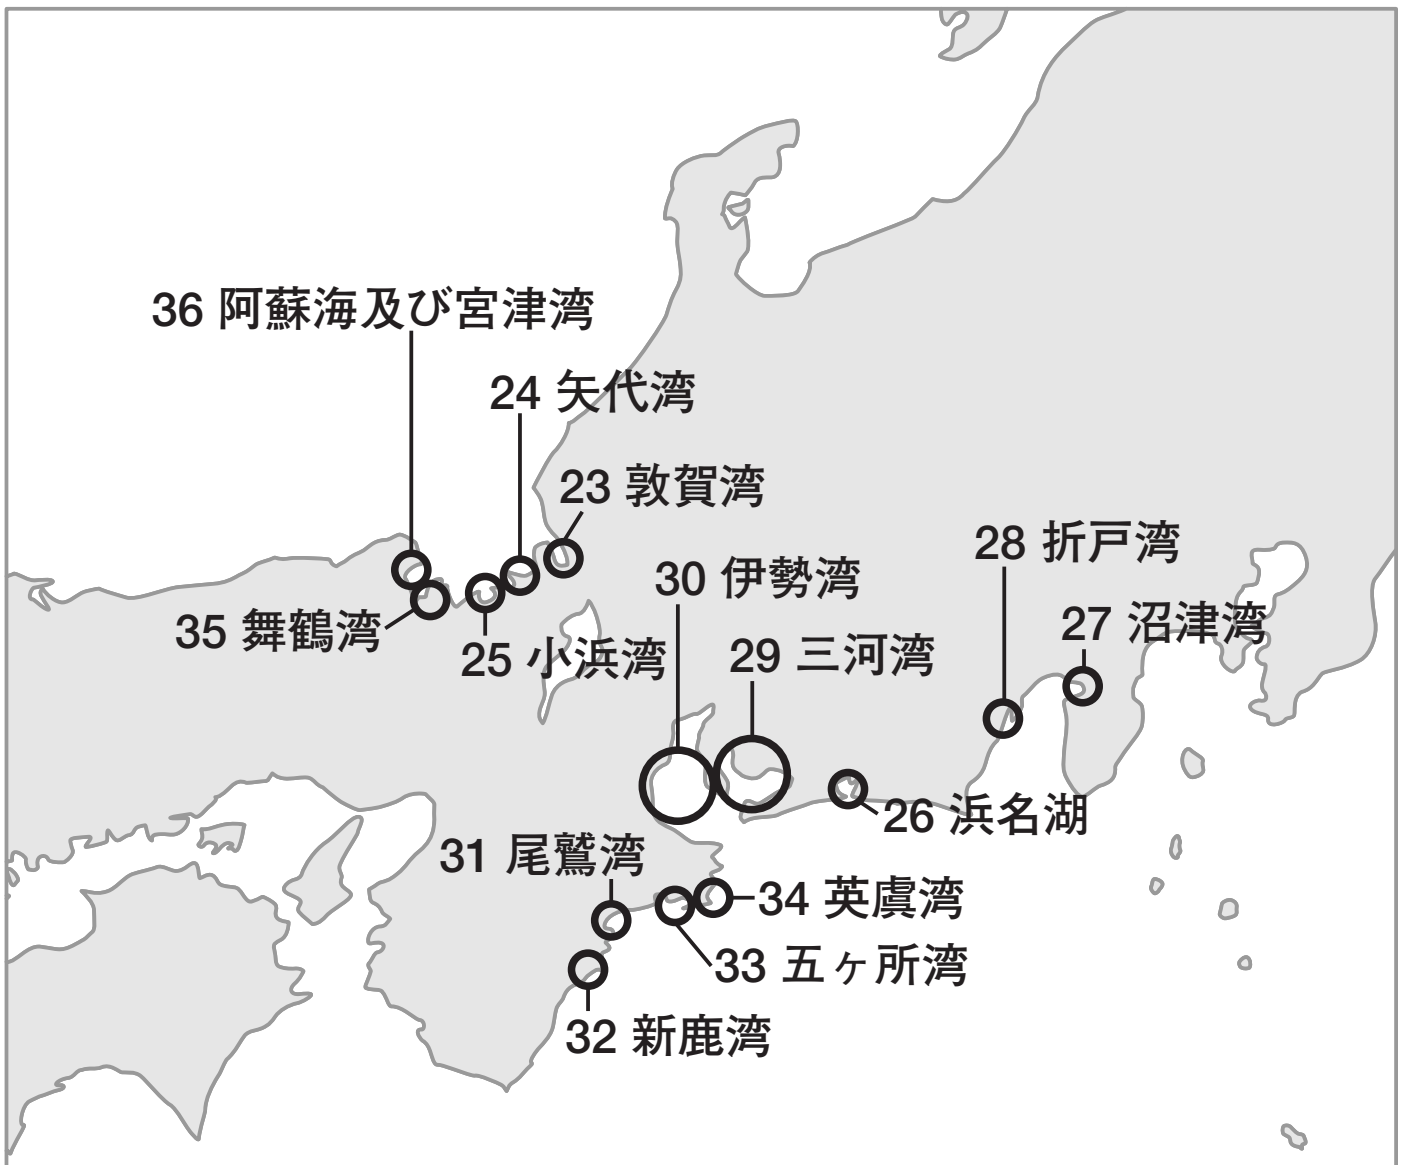 36 阿蘇海及び宮津湾
24 矢代湾
23 敦賀湾
28 折戸湾
30 伊勢湾
27 沼津湾
35 舞鶴湾
25 小浜湾
29 三河湾
26 浜名湖
31 尾鷲湾
34 英虞湾
33 五ヶ所湾
32 新鹿湾